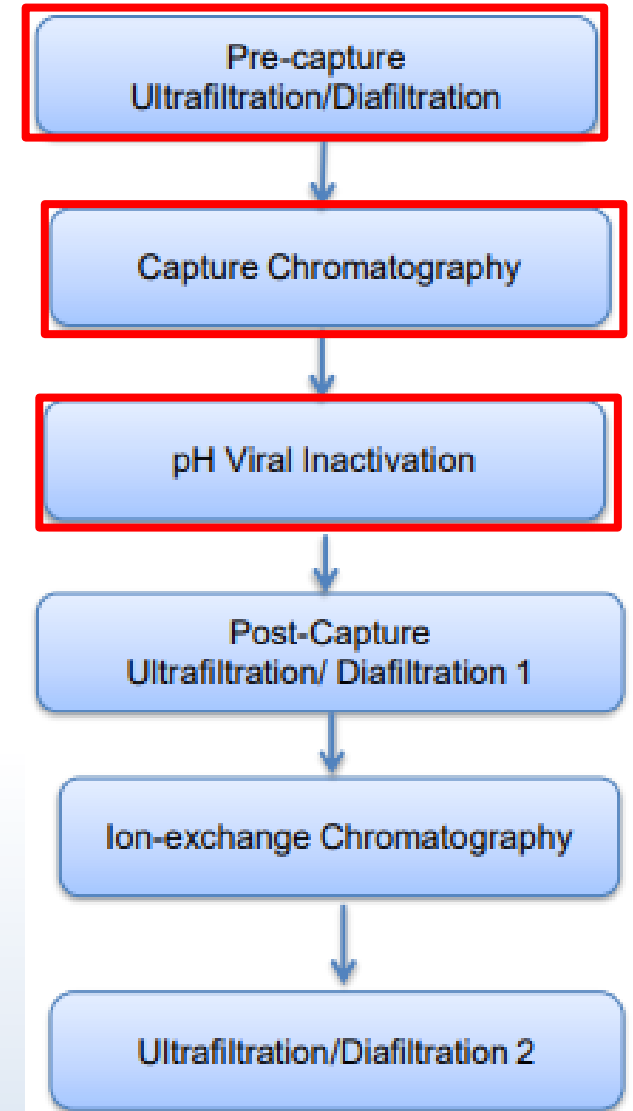 Pre-capture
Ultrafiltration/Diafiltration
Capture Chromatography
pH Viral Inactivation
Post-Capture
Ultrafiltration/ Diafiltration 1
Ion-exchange Chromatography
Ultrafiltration/Diafiltration 2